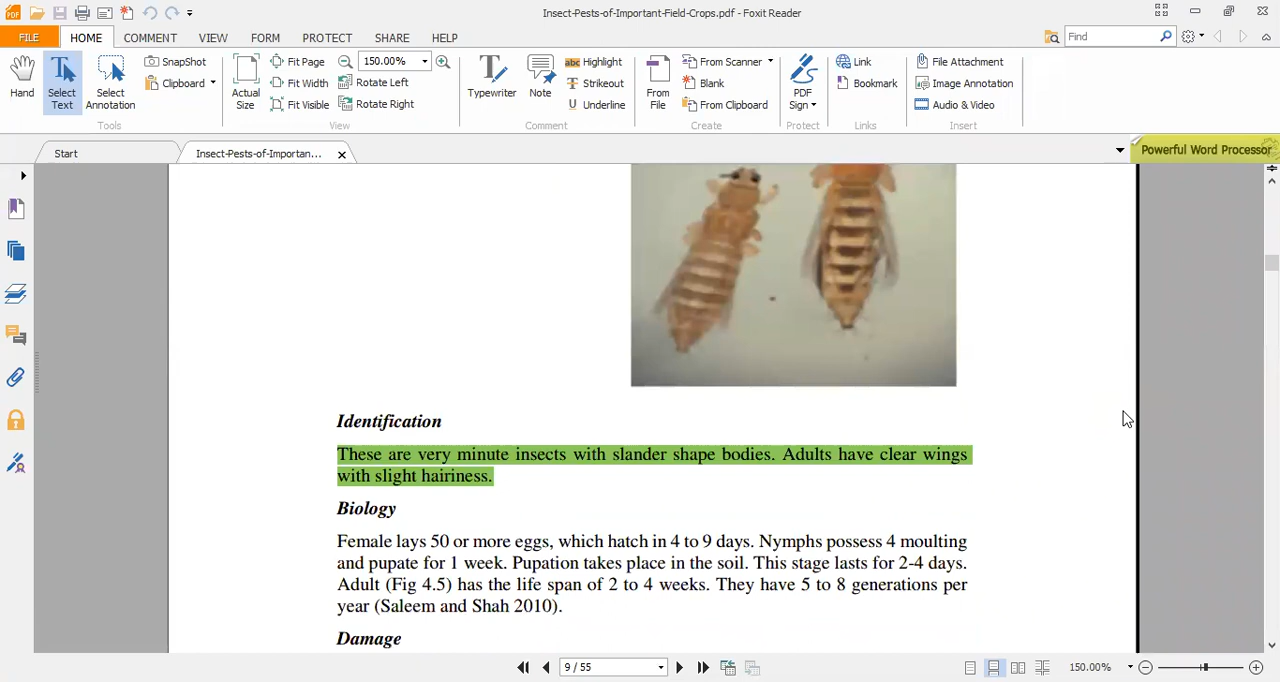 Insect-Pests-of-Important-Field-Crops.pdf - Foxit Reader
FILE HOME COMMENT VIEW FORM PROTECT SHARE HELP Find
Hand
Select Text
Select Annotation
SnapShot
Clipboard
Tools
Actual Size
Fit Page
Fit Width
Fit Visible
150.00%
Rotate Left
Rotate Right
View
Typewriter
Note
Highlight
Strikeout
Underline
Comment
From File
From Scanner
Blank
From Clipboard
Create
PDF Sign
Protect
Link
Bookmark
Links
File Attachment
Image Annotation
Audio & Video
Insert
Start
Insect-Pests-of-Importan...
Powerful Word Processor
Identification
These are very minute insects with slander shape bodies. Adults have clear wings
with slight hairiness.
Biology
Female lays 50 or more eggs, which hatch in 4 to 9 days. Nymphs possess 4 moulting
and pupate for 1 week. Pupation takes place in the soil. This stage lasts for 2-4 days.
Adult (Fig 4.5) has the life span of 2 to 4 weeks. They have 5 to 8 generations per
year (Saleem and Shah 2010).
Damage
9 / 55
150.00%